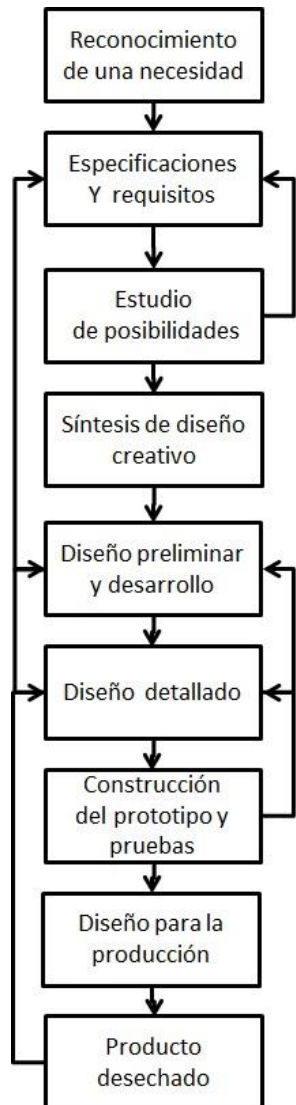 Reconocimiento
de una necesidad
Especificaciones
Y requisitos
Estudio
de posibilidades
Síntesis de diseño
creativo
Diseño preliminar
y desarrollo
Diseño detallado
Construcción
del prototipo y
pruebas
Diseño para la
producción
Producto
desechado